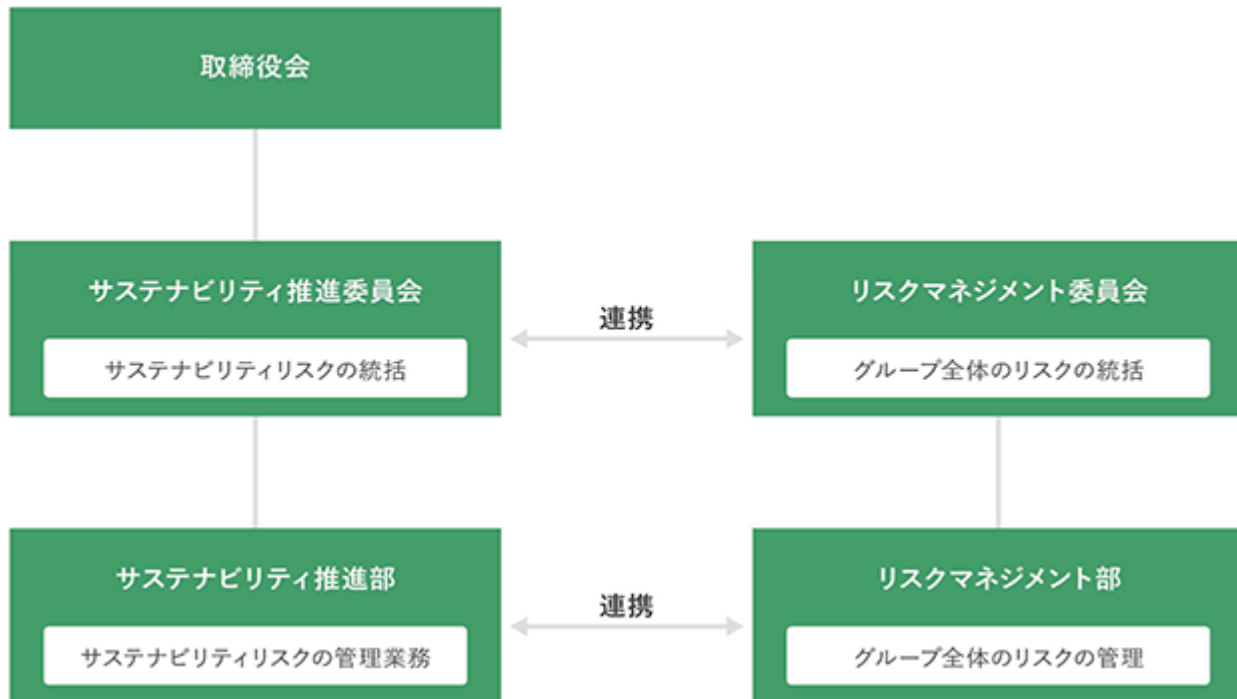 取締役会
サステナビリティ推進委員会
サステナビリティリスクの統括
連携
リスクマネジメント委員会
グループ全体のリスクの統括
サステナビリティ推進部
サステナビリティリスクの管理業務
連携
リスクマネジメント部
グループ全体のリスクの管理